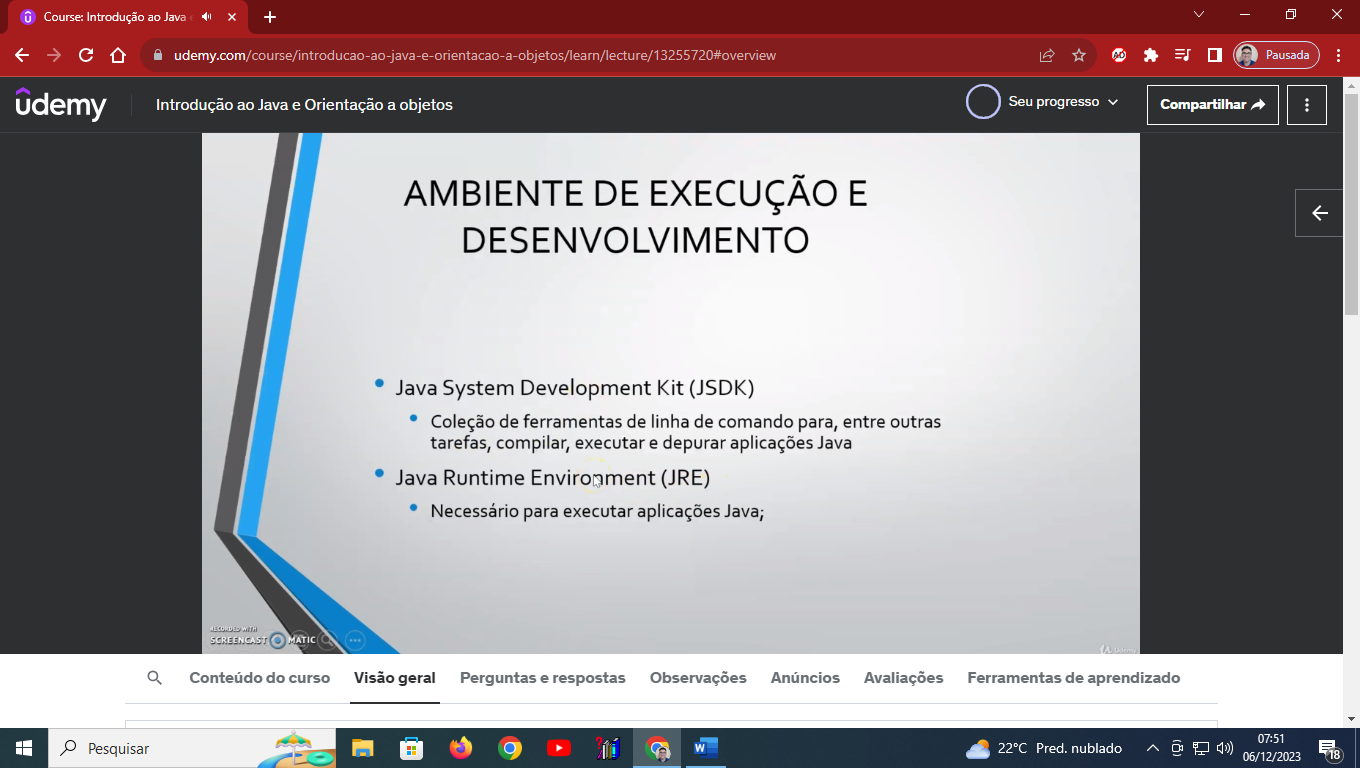 Course: Introdução ao Java
udemy.com/course/introducao-ao-java-e-orientacao-a-objetos/learn/lecture/13255720#overview
Pausada
udemy
Introdução ao Java e Orientação a objetos
Seu progresso
Compartilhar
AMBIENTE DE EXECUÇÃO E
DESENVOLVIMENTO
Java System Development Kit (JSDK)
Coleção de ferramentas de linha de comando para, entre outras
tarefas, compilar, executar e depurar aplicações Java
Java Runtime Environment (JRE)
Necessário para executar aplicações Java;
RECORDED WITH
SCREENCAST MATIC
Udemy
Conteúdo do curso
Visão geral
Perguntas e respostas
Observações
Anúncios
Avaliações
Ferramentas de aprendizado
Pesquisar
22°C Pred. nublado
07:51
06/12/2023
18